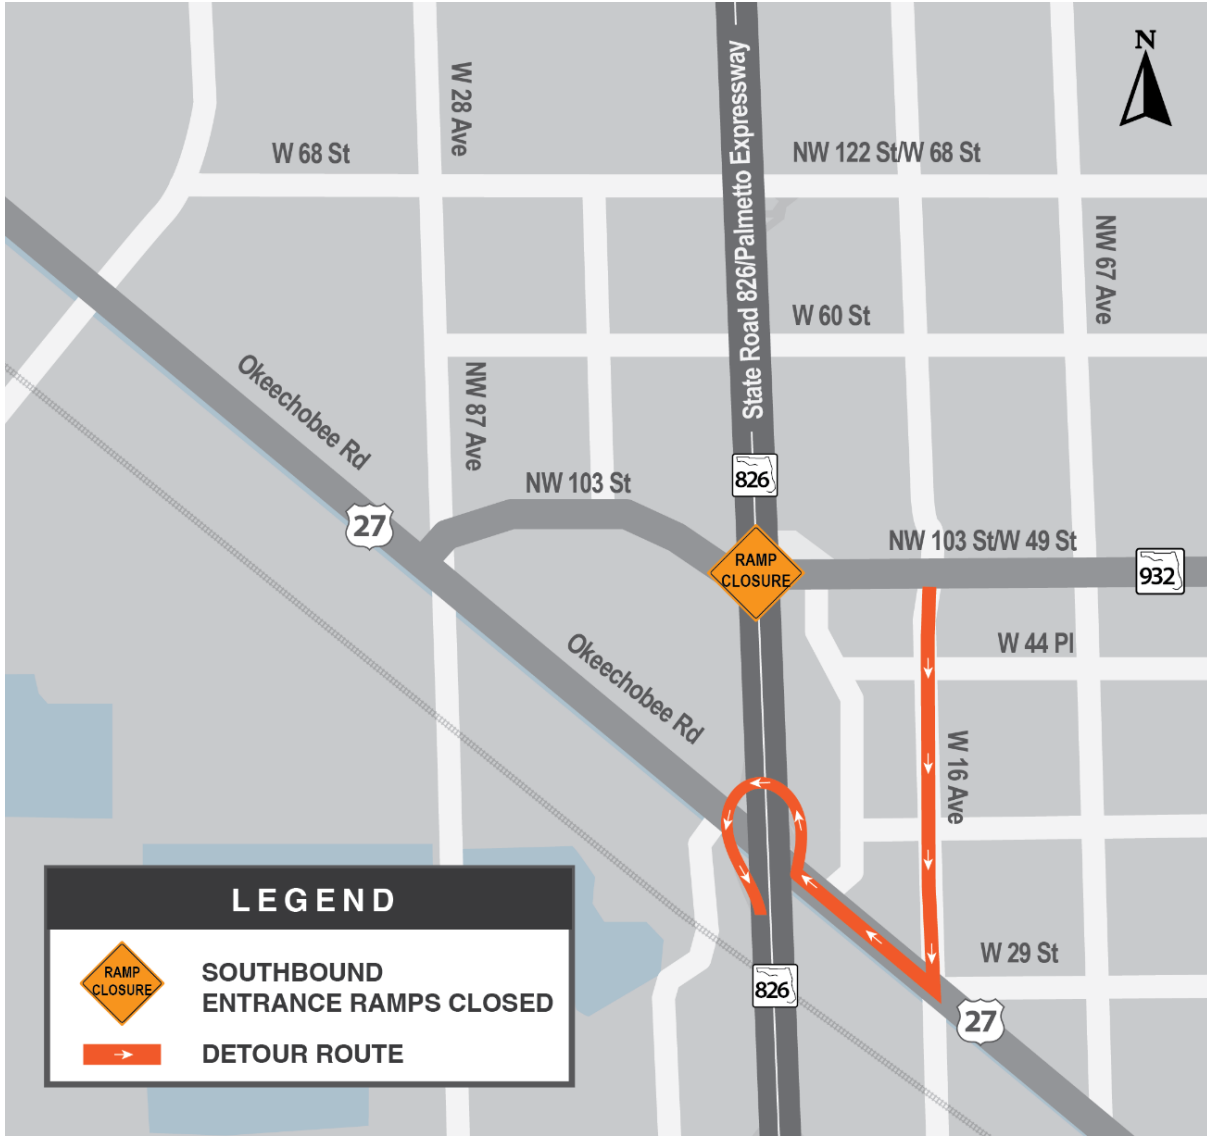 N
W 28 Ave
State Road 826/Palmetto Expressway
W 68 St
NW 122 St/W 68 St
NW 67 Ave
W 60 St
Okeechobee Rd
NW 87 Ave
826
NW 103 St
27
NW 103 St/W 49 St
RAMP
CLOSURE
932
Okeechobee Rd
W 44 Pl
W 16 Ave
W 29 St
826
27
LEGEND
RAMP
CLOSURE
SOUTHBOUND
ENTRANCE RAMPS CLOSED
DETOUR ROUTE